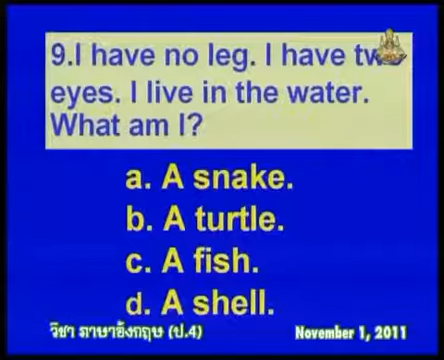 9.I have no leg. I have two
eyes. I live in the water.
What am I?
a. A snake.
b. A turtle.
c. A fish.
d. A shell.
วิชา ภาษาอังกฤษ (ป.4)
November 1, 2011